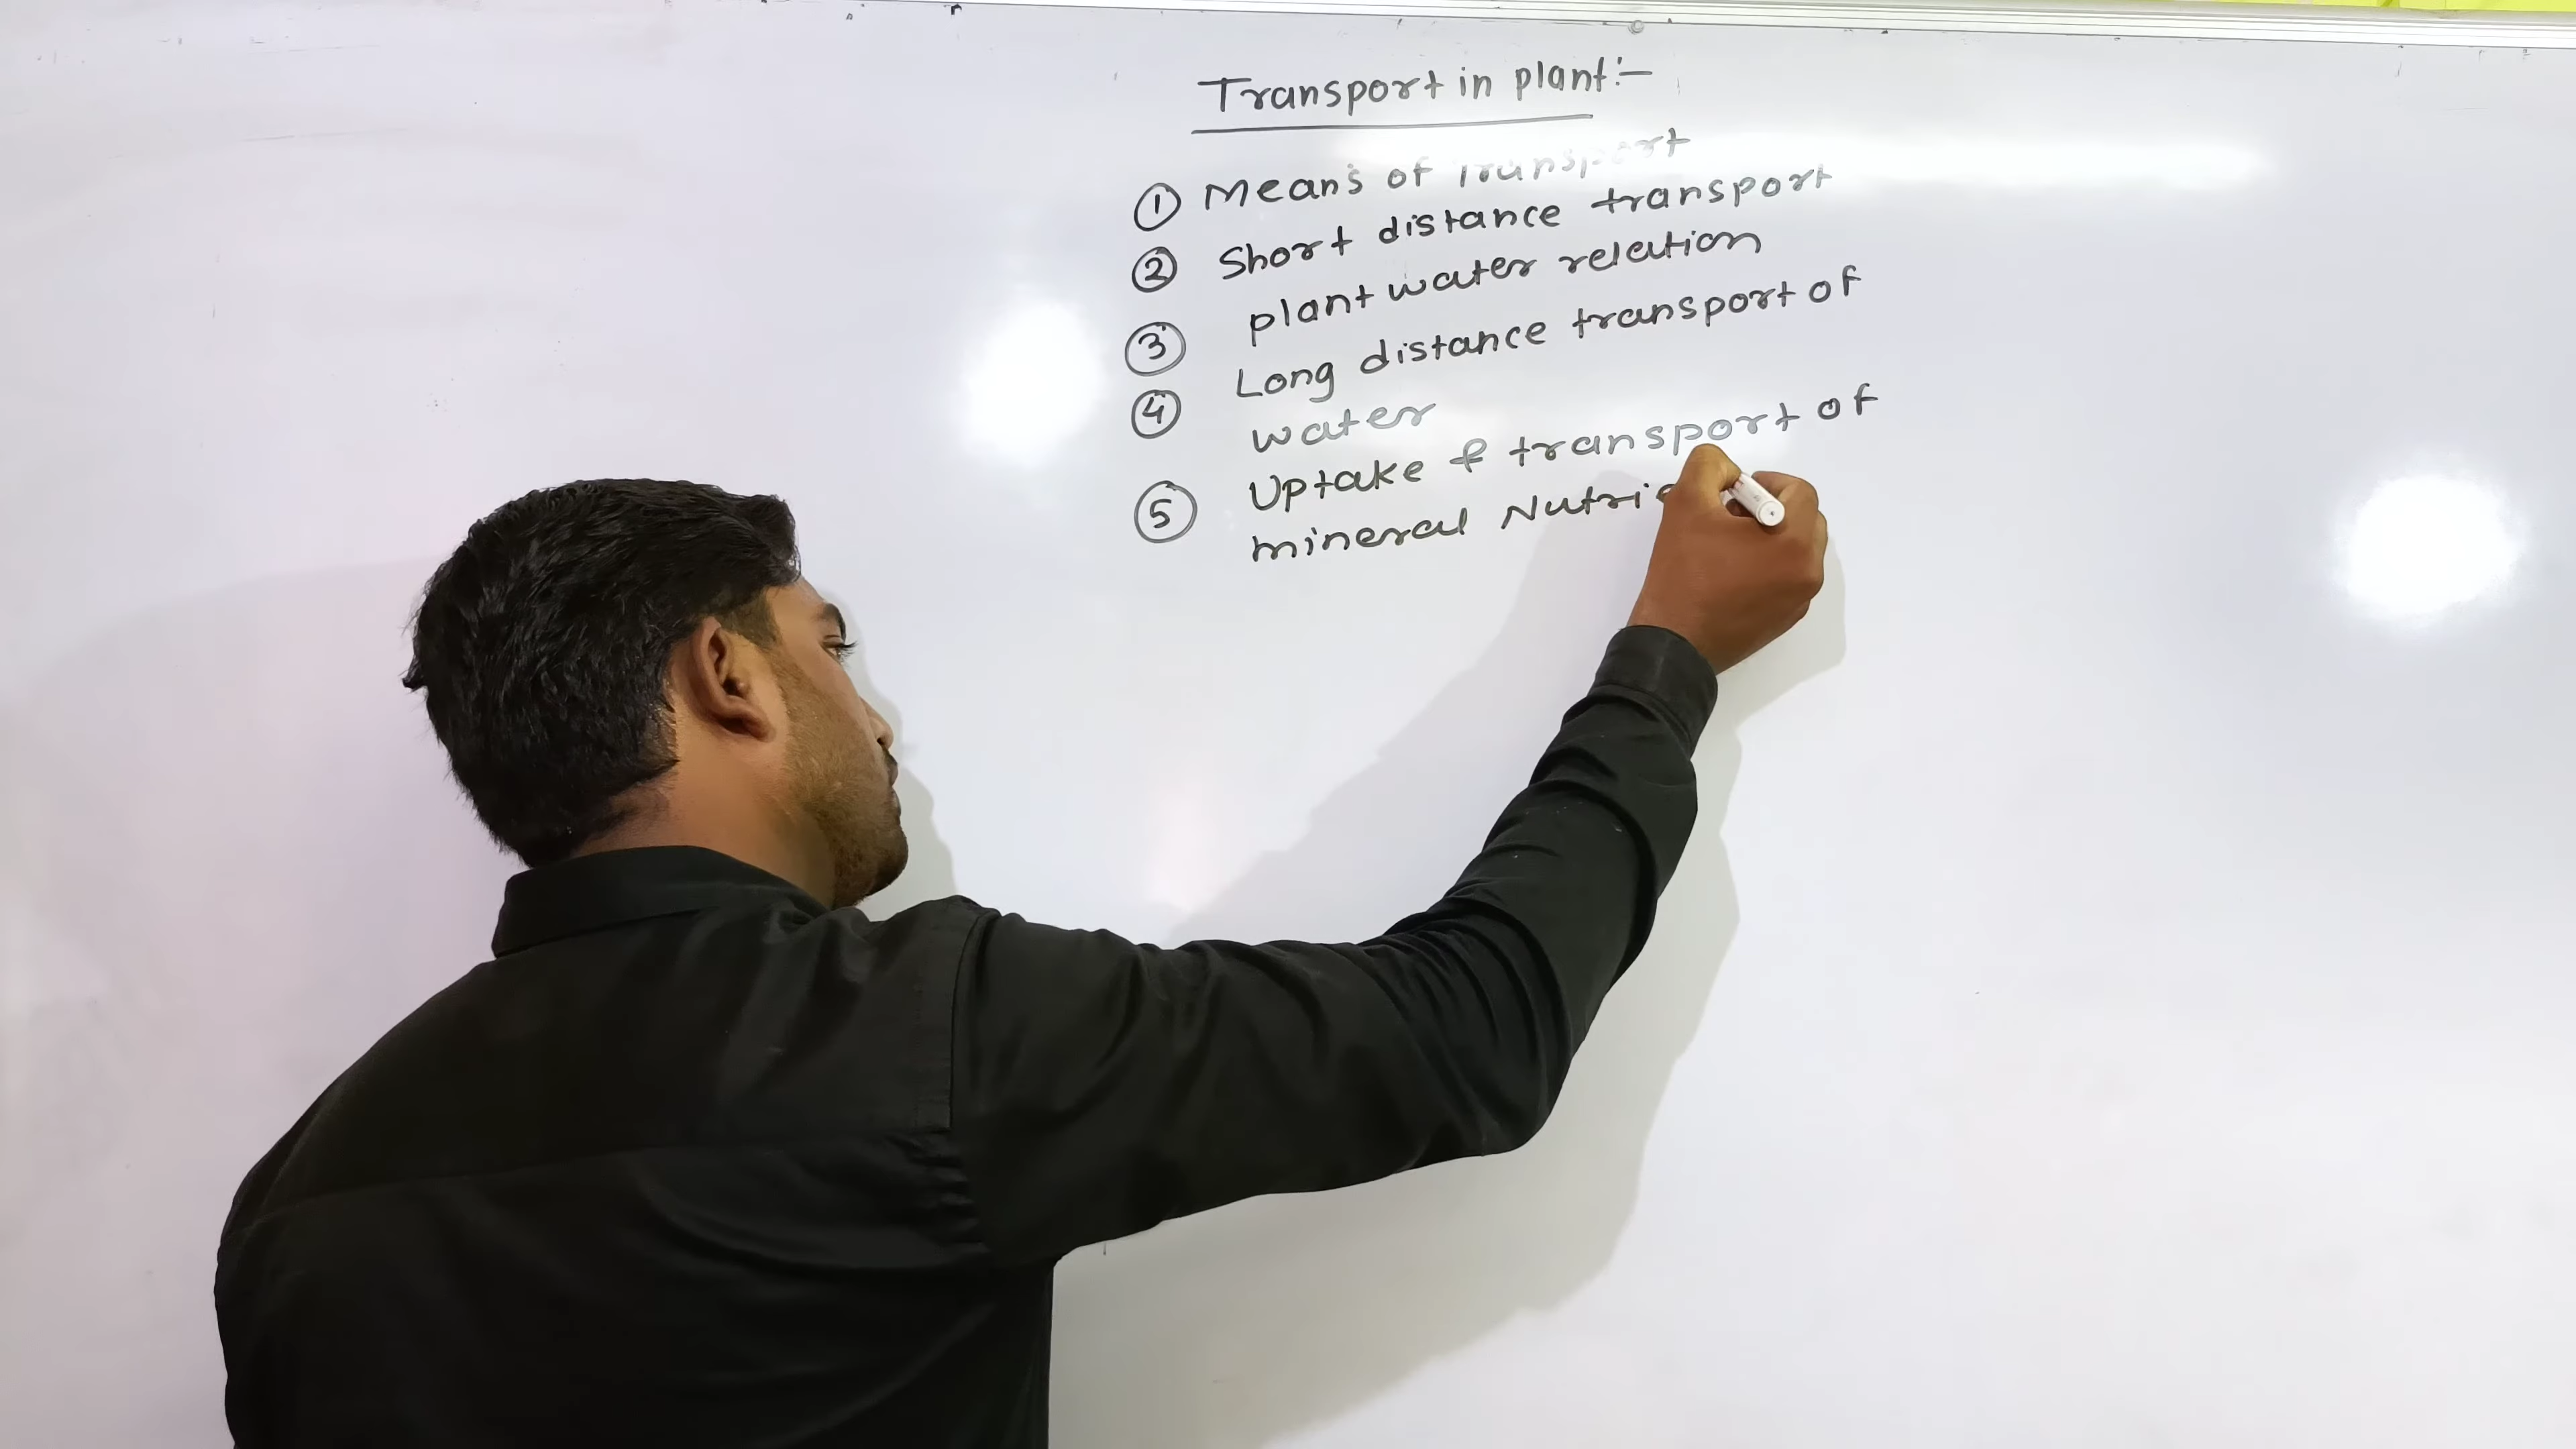 Transport in plant:-
① Means of Transport
② Short distance transport
③ plant water relation
④ Long distance transport of
water
⑤ Uptake & transport of
mineral